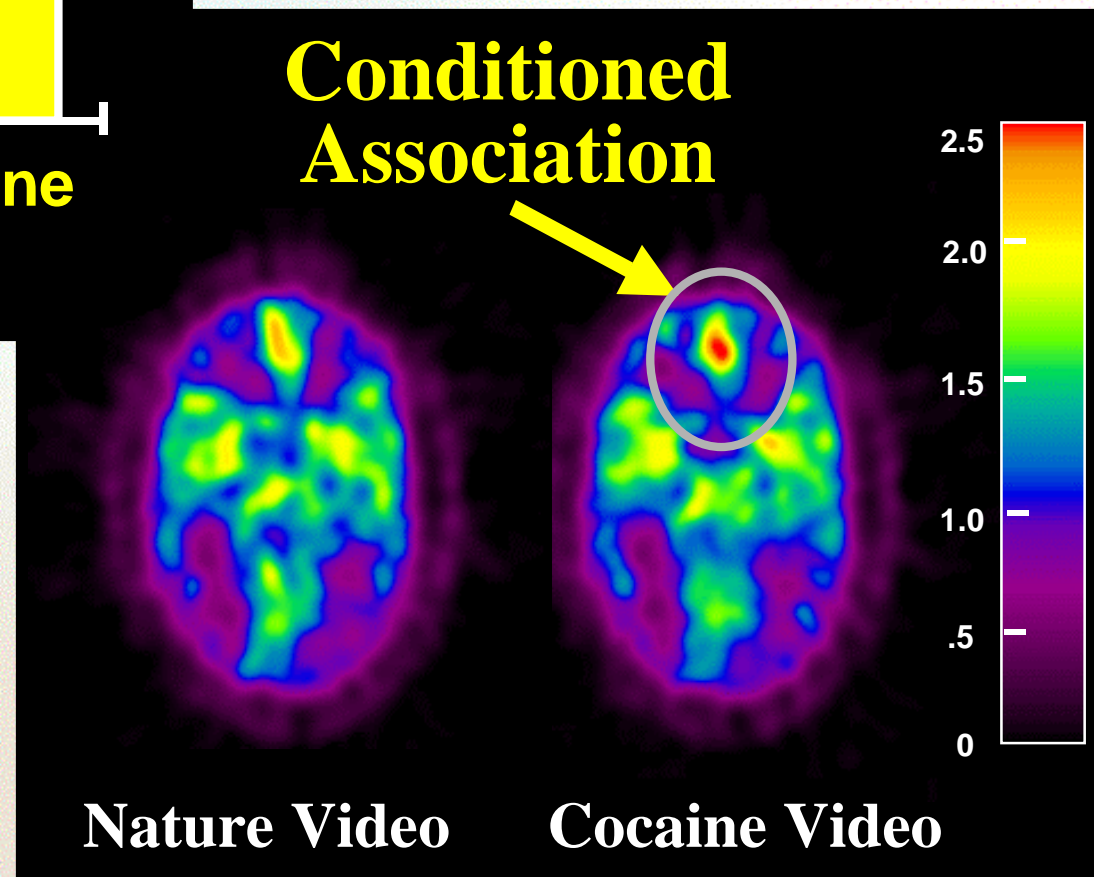 Conditioned
Association
ne
2.5
2.0
1.5
1.0
.5
0
Nature Video
Cocaine Video